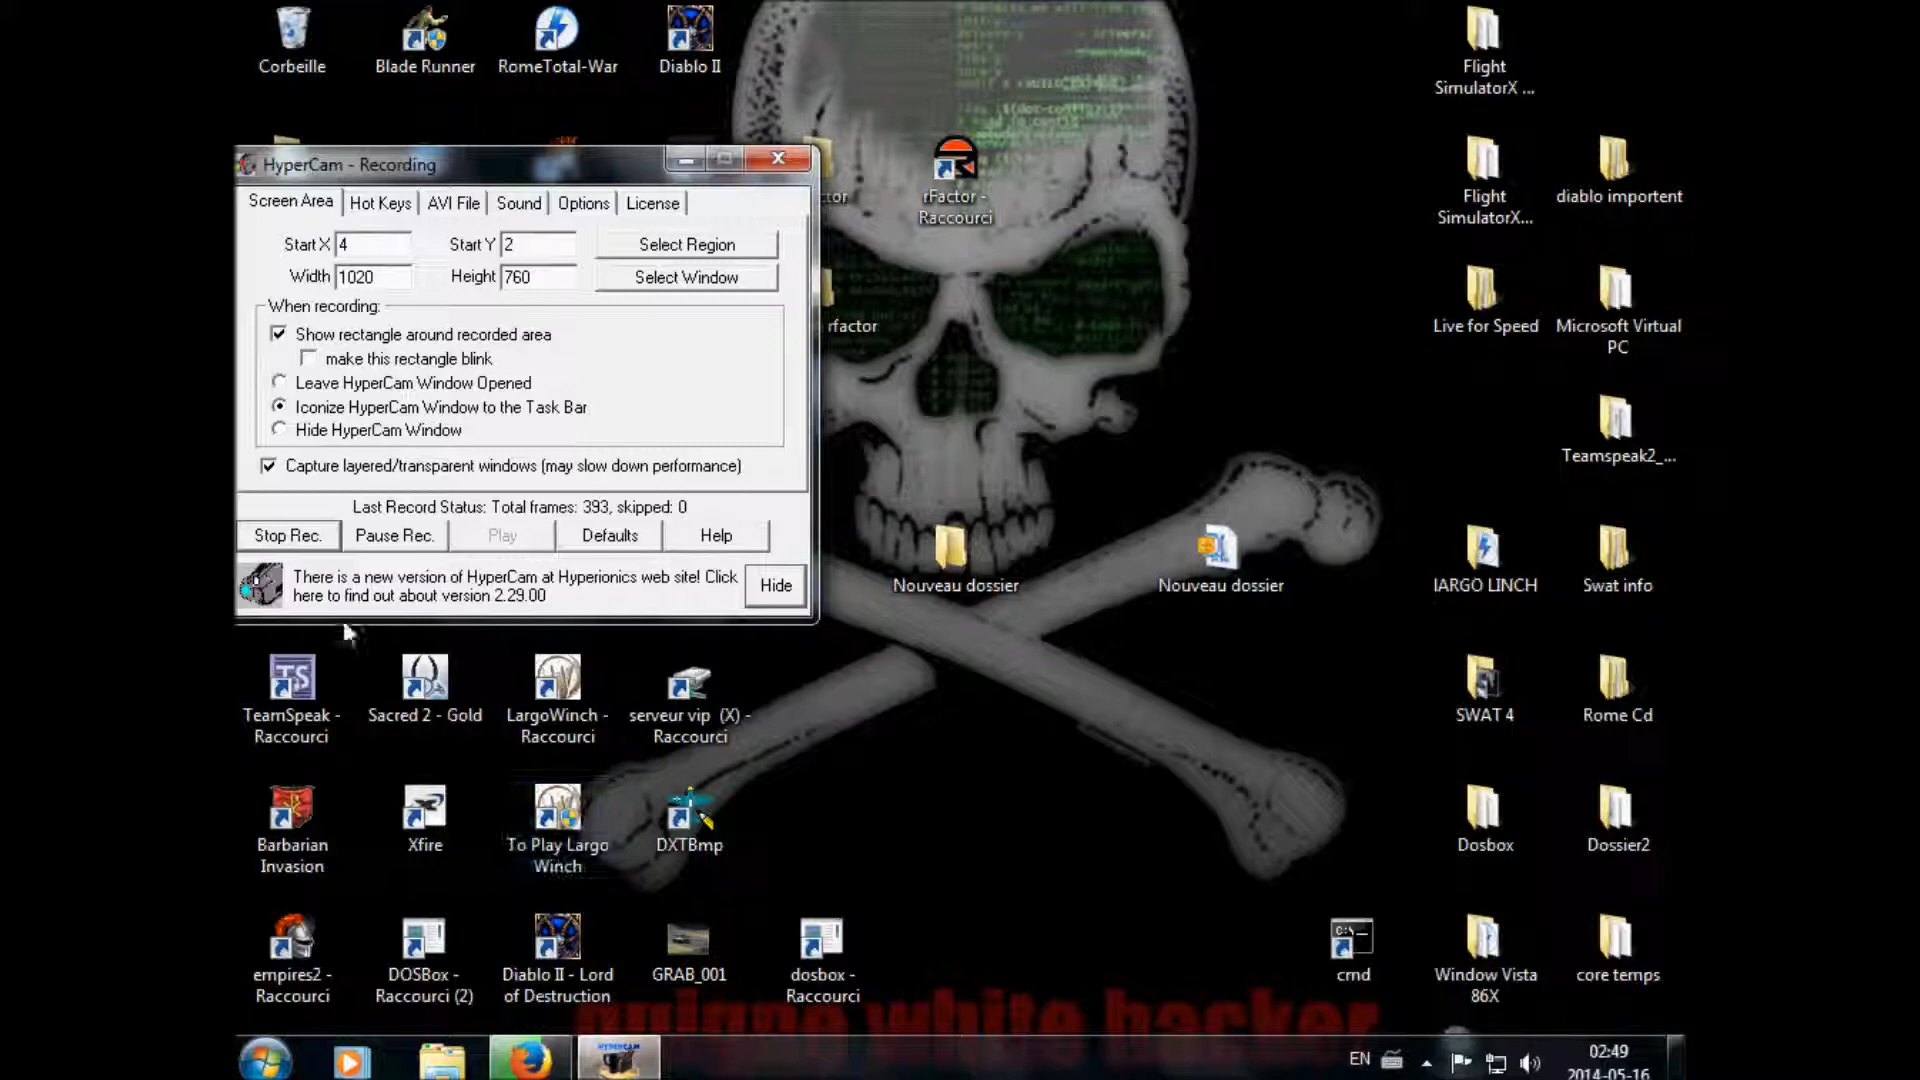 Corbeille
Blade Runner
RomeTotal-War
Diablo II
Flight
SimulatorX ...
HyperCam - Recording
Screen Area
Hot Keys
AVI File
Sound
Options
License
Start X
4
Start Y
2
Select Region
Width
1020
Height
760
Select Window
When recording:
Show rectangle around recorded area
make this rectangle blink
Leave HyperCam Window Opened
Iconize HyperCam Window to the Task Bar
Hide HyperCam Window
Capture layered/transparent windows (may slow down performance)
Last Record Status: Total frames: 393, skipped: 0
Stop Rec.
Pause Rec.
Play
Defaults
Help
There is a new version of HyperCam at Hyperionics web site! Click
here to find out about version 2.29.00
Hide
rFactor -
Raccourci
Flight
SimulatorX...
diablo importent
rfactor
Live for Speed
Microsoft Virtual
PC
Teamspeak2_...
Nouveau dossier
Nouveau dossier
lARGO LINCH
Swat info
TeamSpeak -
Raccourci
Sacred 2 - Gold
LargoWinch -
Raccourci
serveur vip (X) -
Raccourci
SWAT 4
Rome Cd
Barbarian
Invasion
Xfire
To Play Largo
Winch
DXTBmp
Dosbox
Dossier2
empires2 -
Raccourci
DOSBox -
Raccourci (2)
Diablo II - Lord
of Destruction
GRAB_001
dosbox -
Raccourci
cmd
Window Vista
86X
core temps
white hacker
HYPERCAM
EN
02:49
2014-05-16